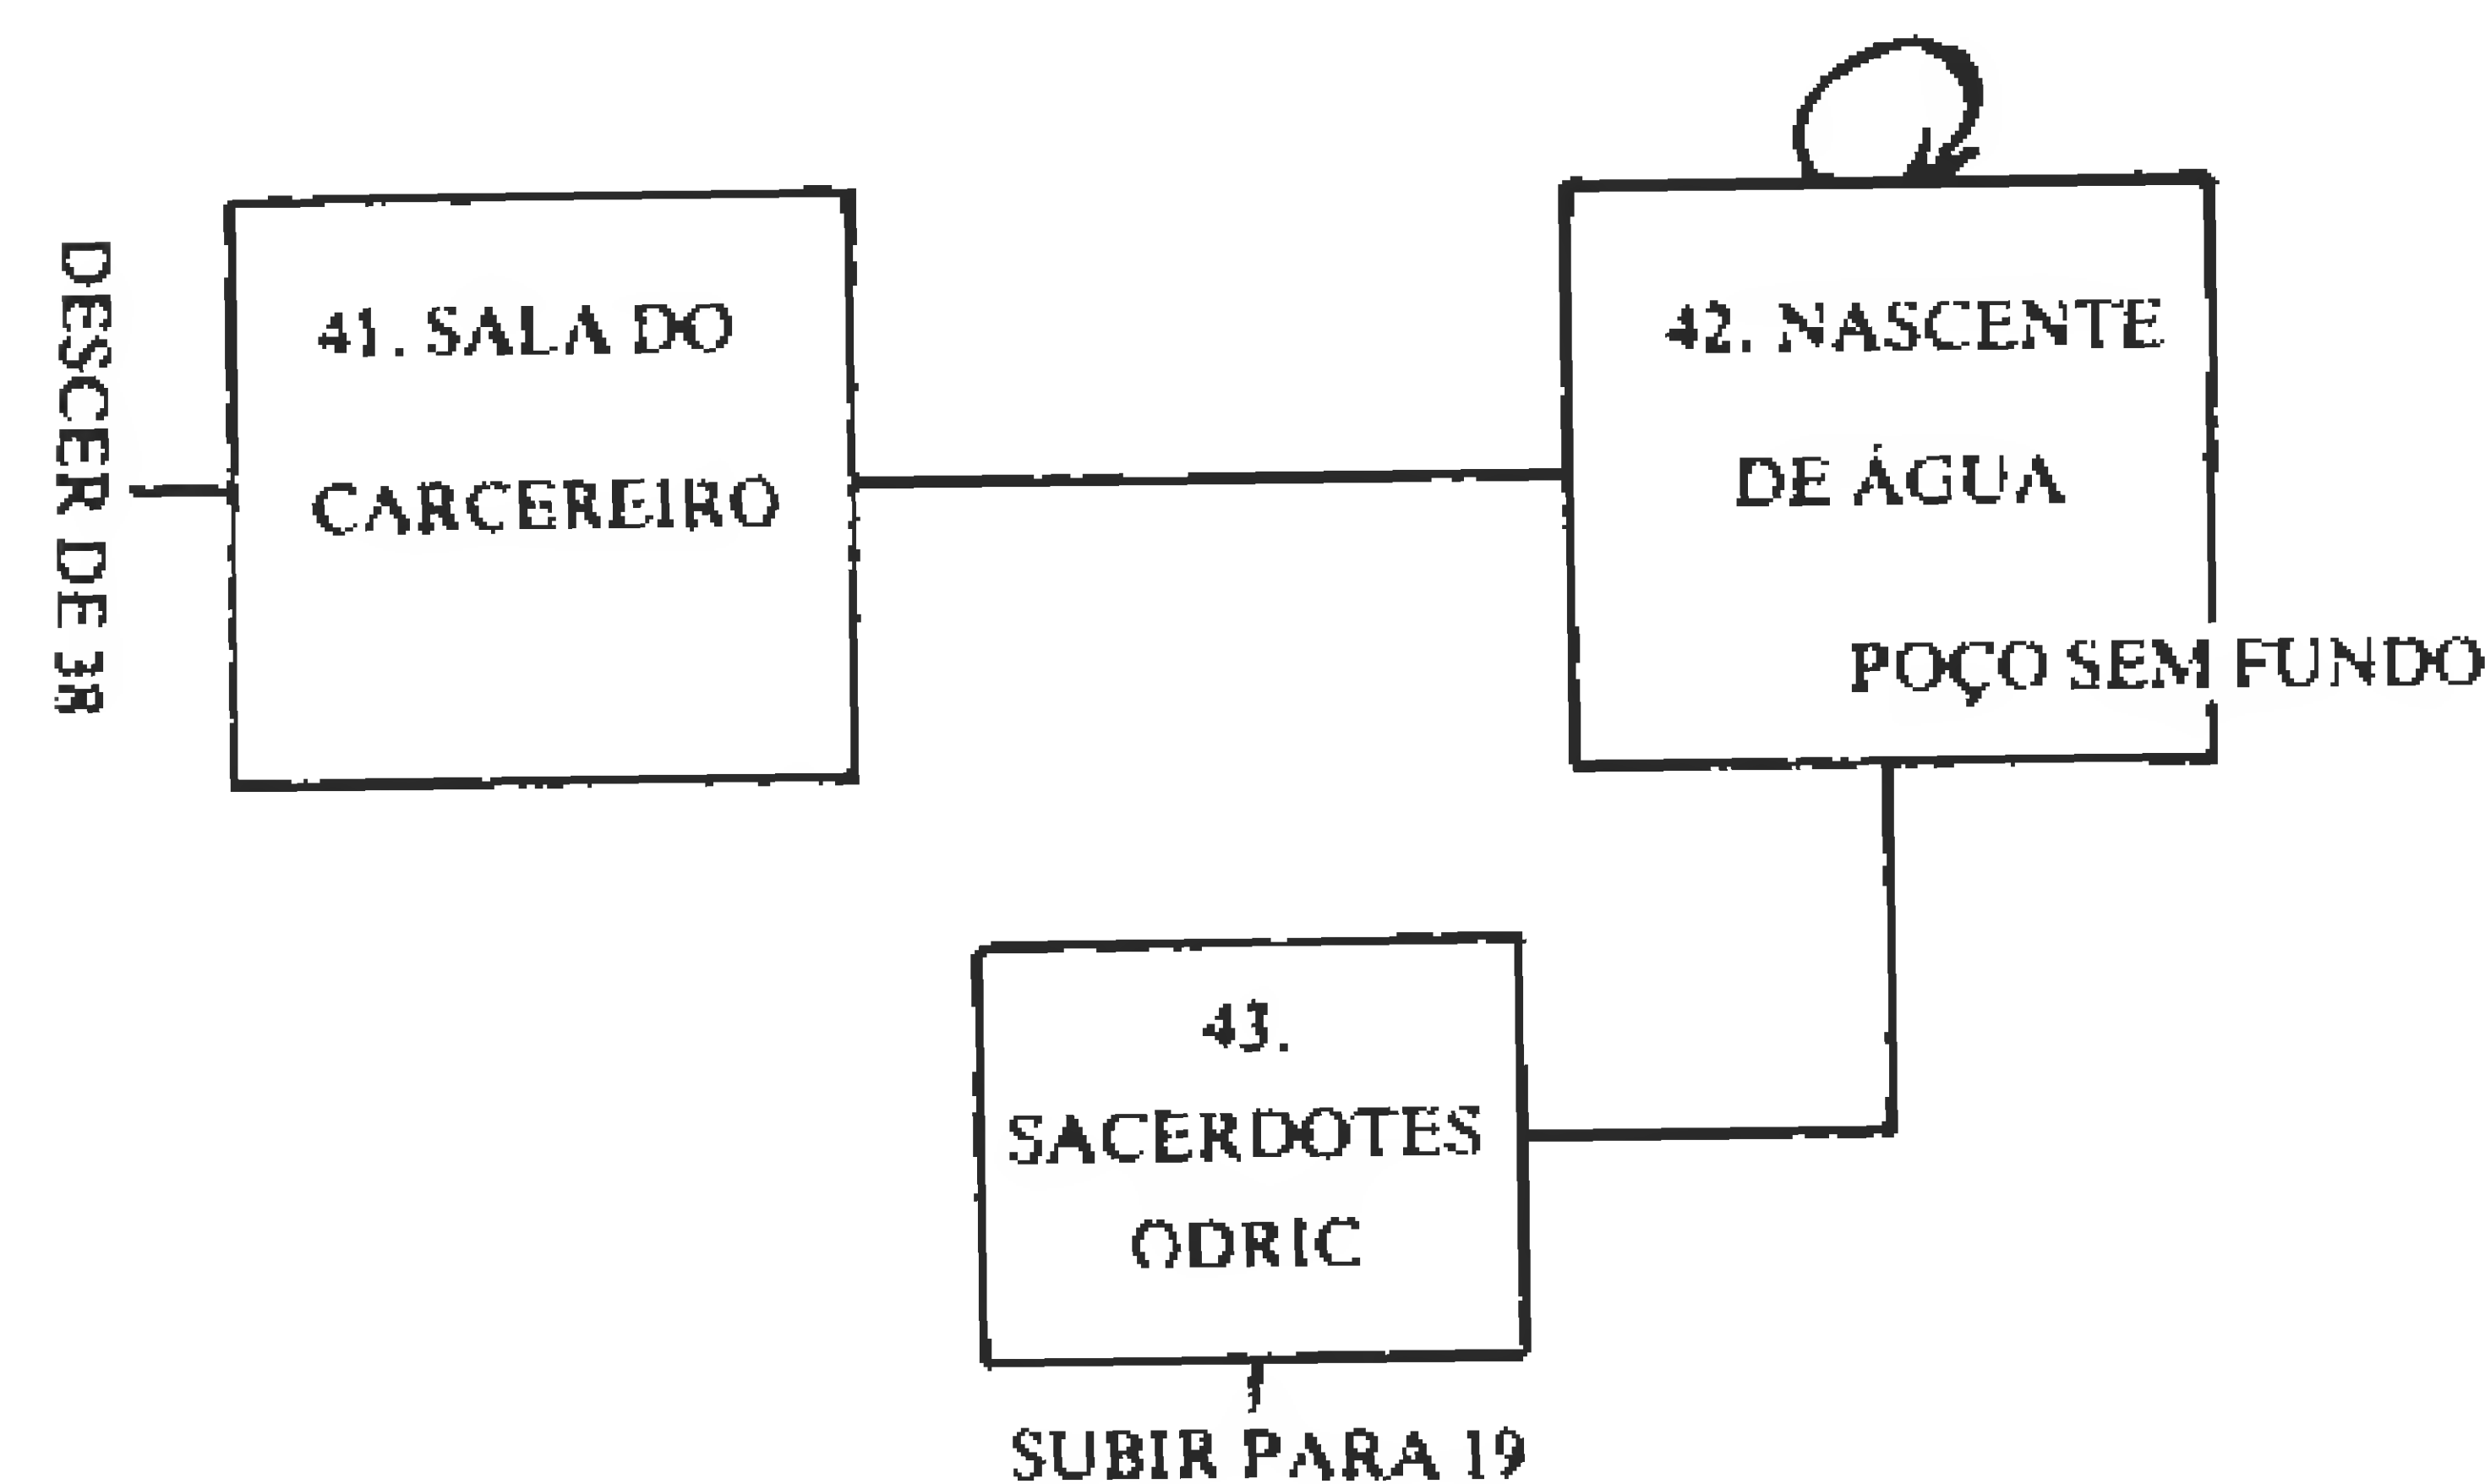 DESCER DE 38
41. SALA DO
CARCEREIRO
42. NASCENTE
DE ÁGUA
POÇO SEM FUNDO
43.
SACERDOTES
ODRIC
SUBIR PARA 19